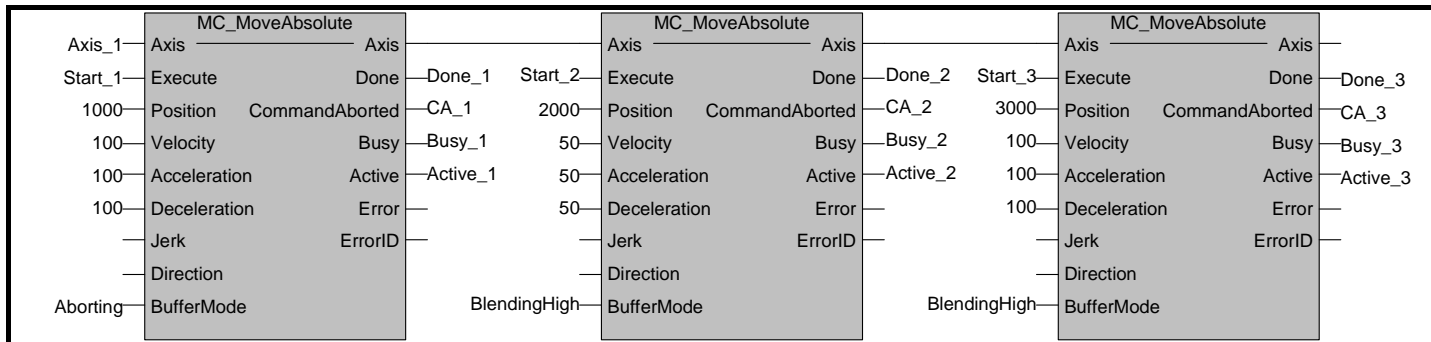 MC_MoveAbsolute MC_MoveAbsolute MC_MoveAbsolute
Axis_1 Axis Axis Axis Axis Axis Axis
Start_1 Execute Done Done_1 Start_2 Execute Done Done_2 Start_3 Execute Done Done_3
1000 Position CommandAborted CA_1 2000 Position CommandAborted CA_2 3000 Position CommandAborted CA_3
100 Velocity Busy Busy_1 50 Velocity Busy Busy_2 100 Velocity Busy Busy_3
100 Acceleration Active Active_1 50 Acceleration Active Active_2 100 Acceleration Active Active_3
100 Deceleration Error 50 Deceleration Error 100 Deceleration Error
Jerk ErrorID Jerk ErrorID Jerk ErrorID
Direction Direction Direction
Aborting BufferMode BlendingHigh BufferMode BlendingHigh BufferMode